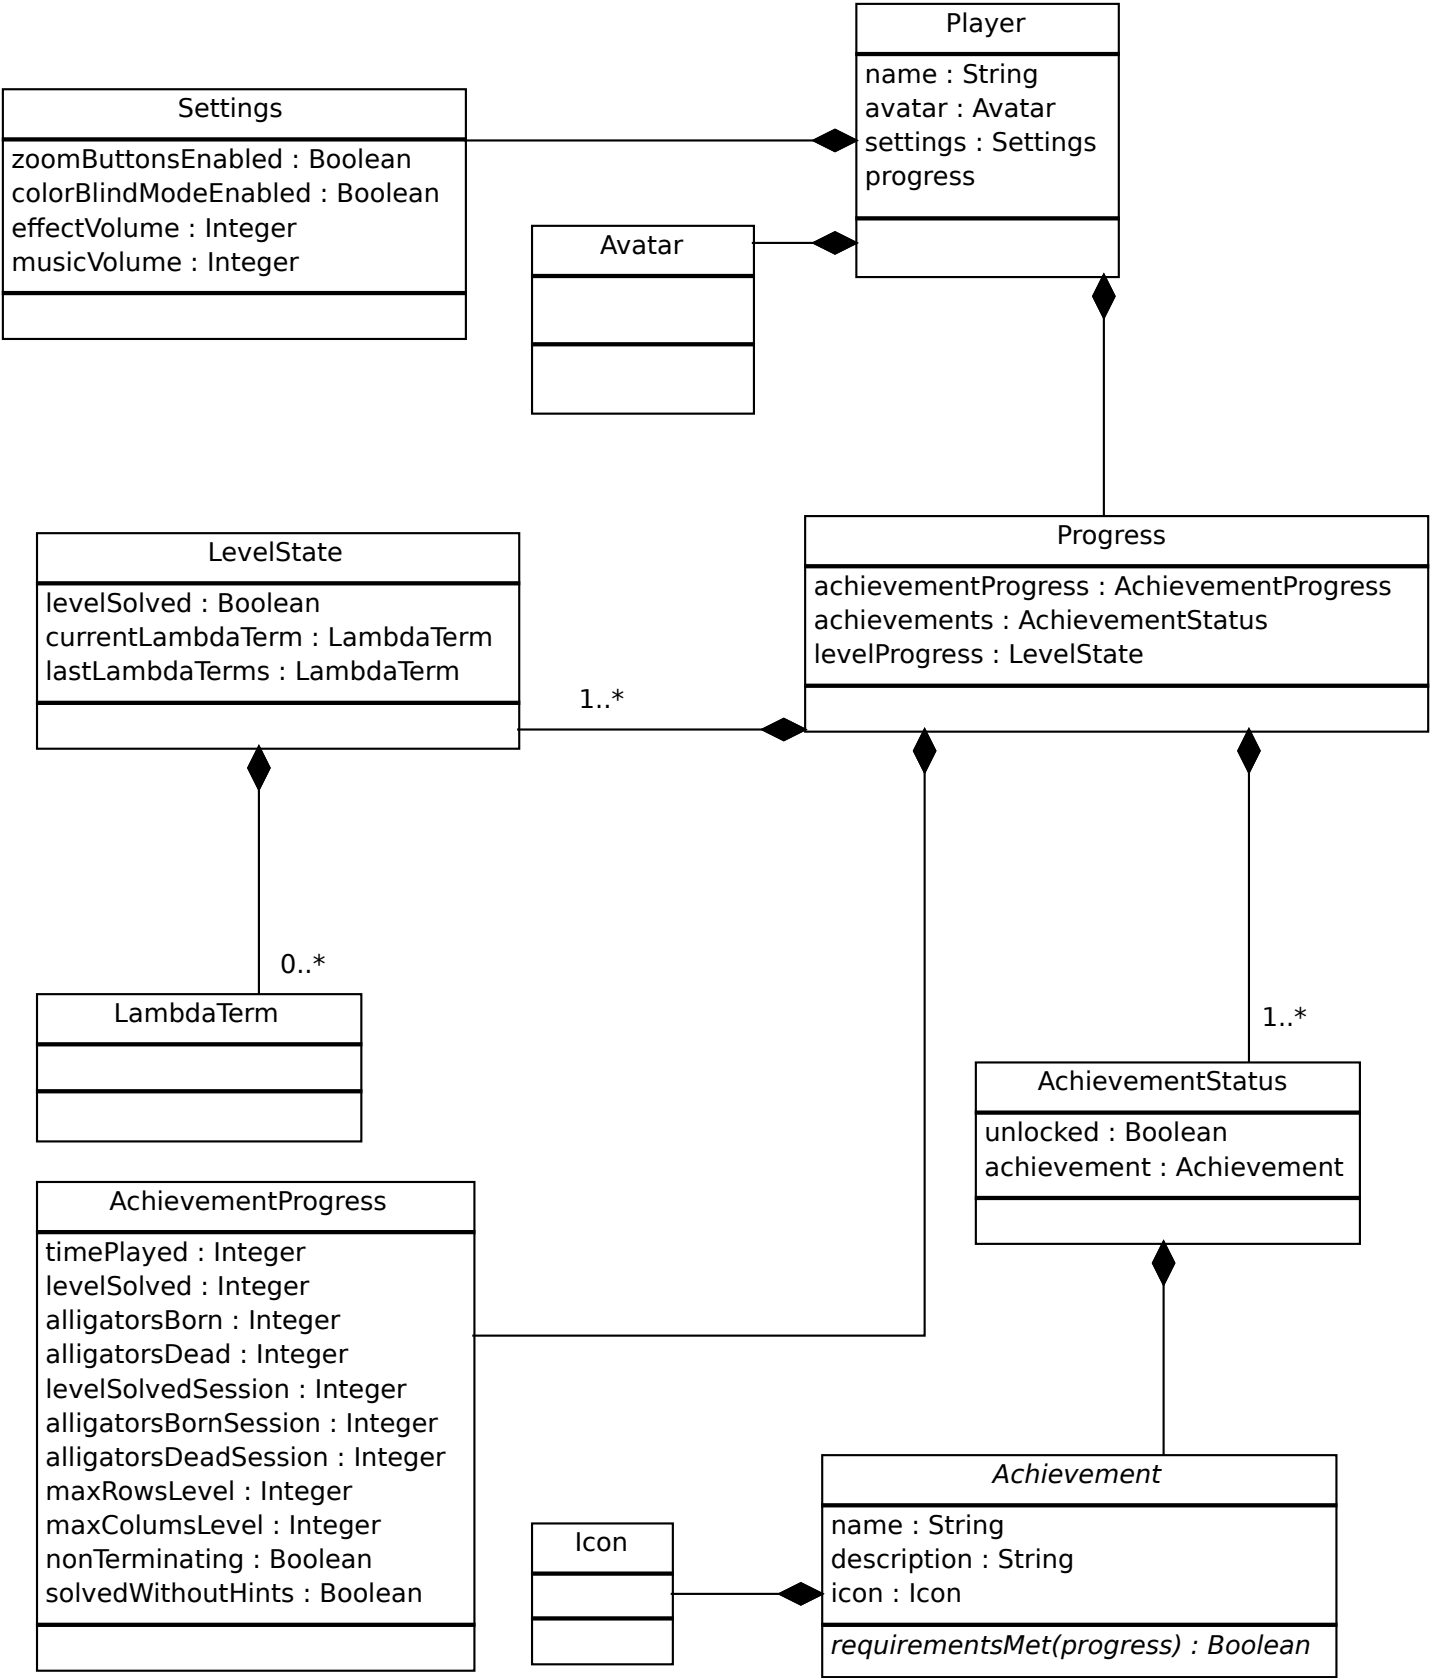 Player
name : String
avatar : Avatar
settings : Settings
progress
Settings
zoomButtonsEnabled : Boolean
colorBlindModeEnabled : Boolean
effectVolume : Integer
musicVolume : Integer
Avatar
Progress
achievementProgress : AchievementProgress
achievements : AchievementStatus
levelProgress : LevelState
LevelState
levelSolved : Boolean
currentLambdaTerm : LambdaTerm
lastLambdaTerms : LambdaTerm
1..*
0..*
LambdaTerm
1..*
AchievementStatus
unlocked : Boolean
achievement : Achievement
AchievementProgress
timePlayed : Integer
levelSolved : Integer
alligatorsBorn : Integer
alligatorsDead : Integer
levelSolvedSession : Integer
alligatorsBornSession : Integer
alligatorsDeadSession : Integer
maxRowsLevel : Integer
maxColumsLevel : Integer
nonTerminating : Boolean
solvedWithoutHints : Boolean
Icon
Achievement
name : String
description : String
icon : Icon
requirementsMet(progress) : Boolean